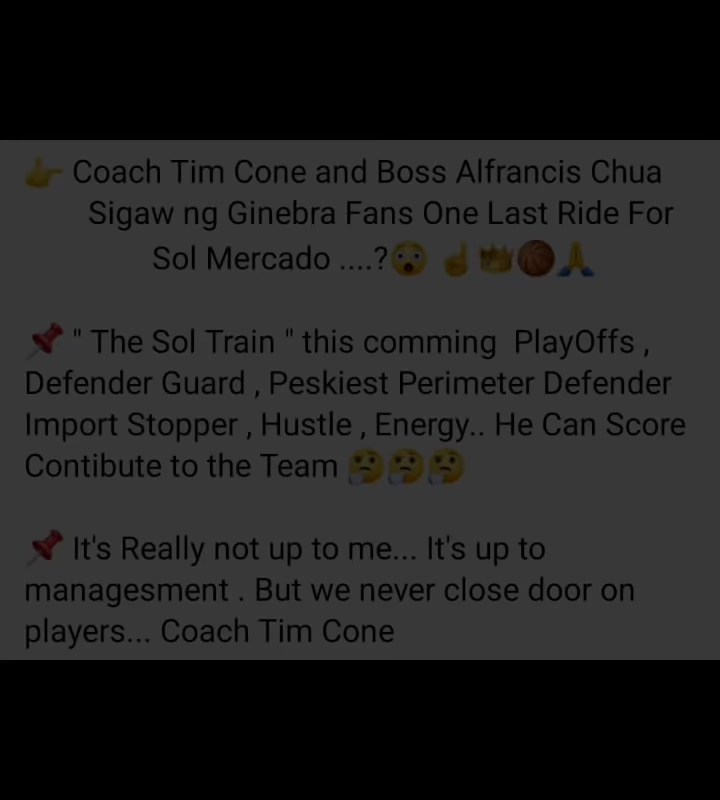 👉 Coach Tim Cone and Boss Alfrancis Chua
Sigaw ng Ginebra Fans One Last Ride For
Sol Mercado ....?😲 ☝️👑🏀🙏
📌 " The Sol Train " this comming PlayOffs ,
Defender Guard , Peskiest Perimeter Defender
Import Stopper , Hustle , Energy.. He Can Score
Contibute to the Team 🤔🤔🤔
📌 It's Really not up to me... It's up to
managesment . But we never close door on
players... Coach Tim Cone